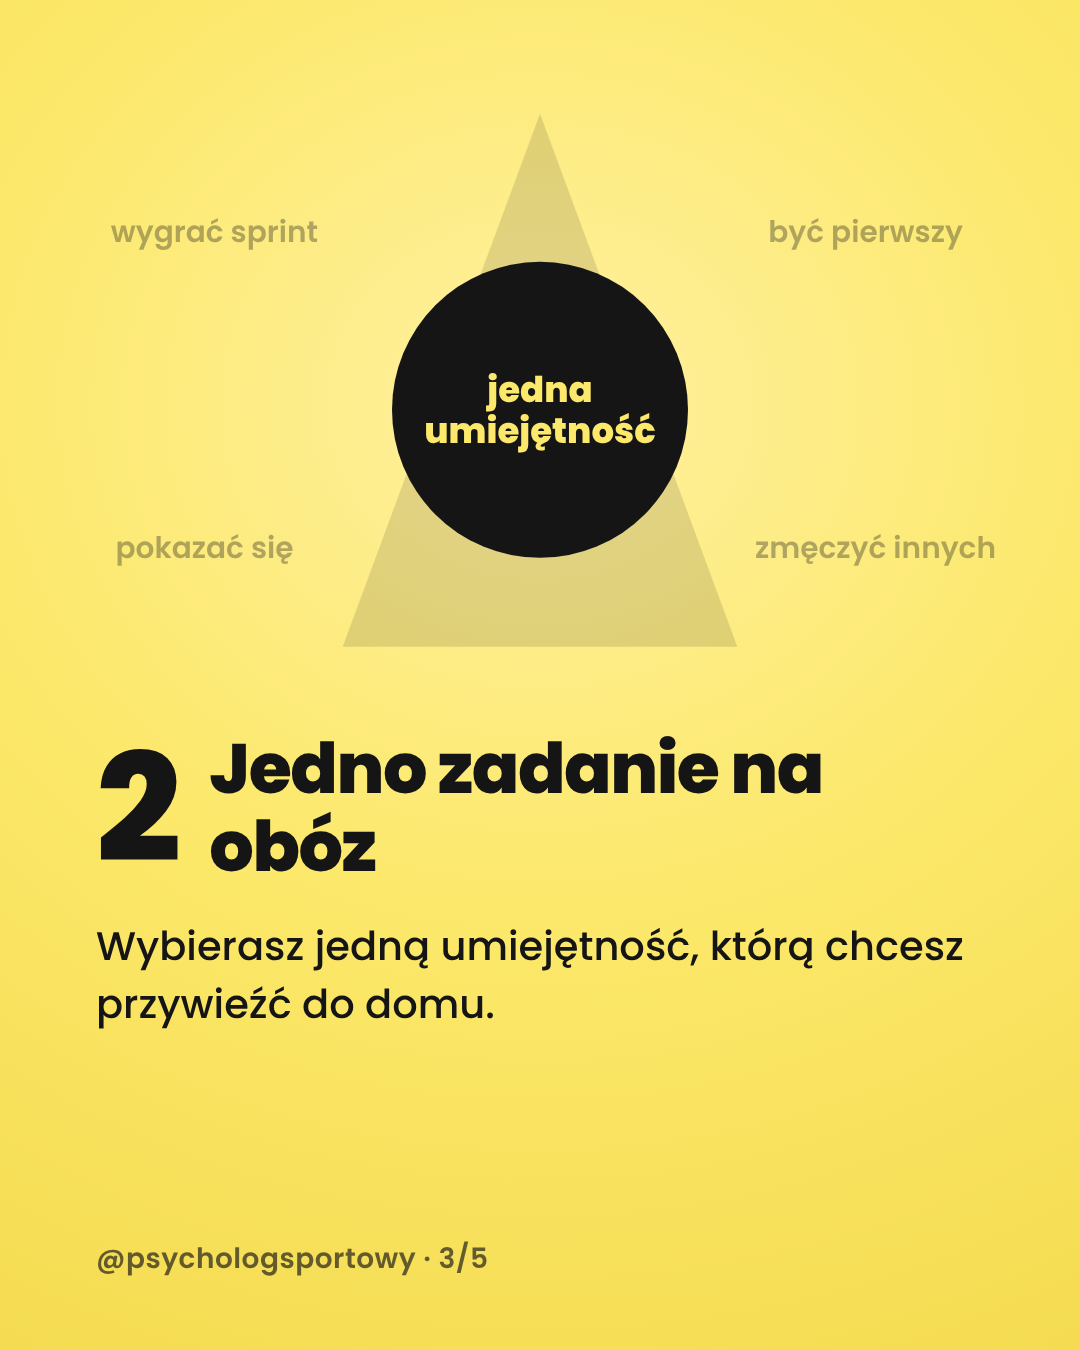 wygrać sprint
być pierwszy
jedna
umiejętność
pokazać się
zmęczyć innych
2 Jedno zadanie na
obóz
Wybierasz jedną umiejętność, którą chcesz
przywieźć do domu.
@psychologsportowy · 3/5